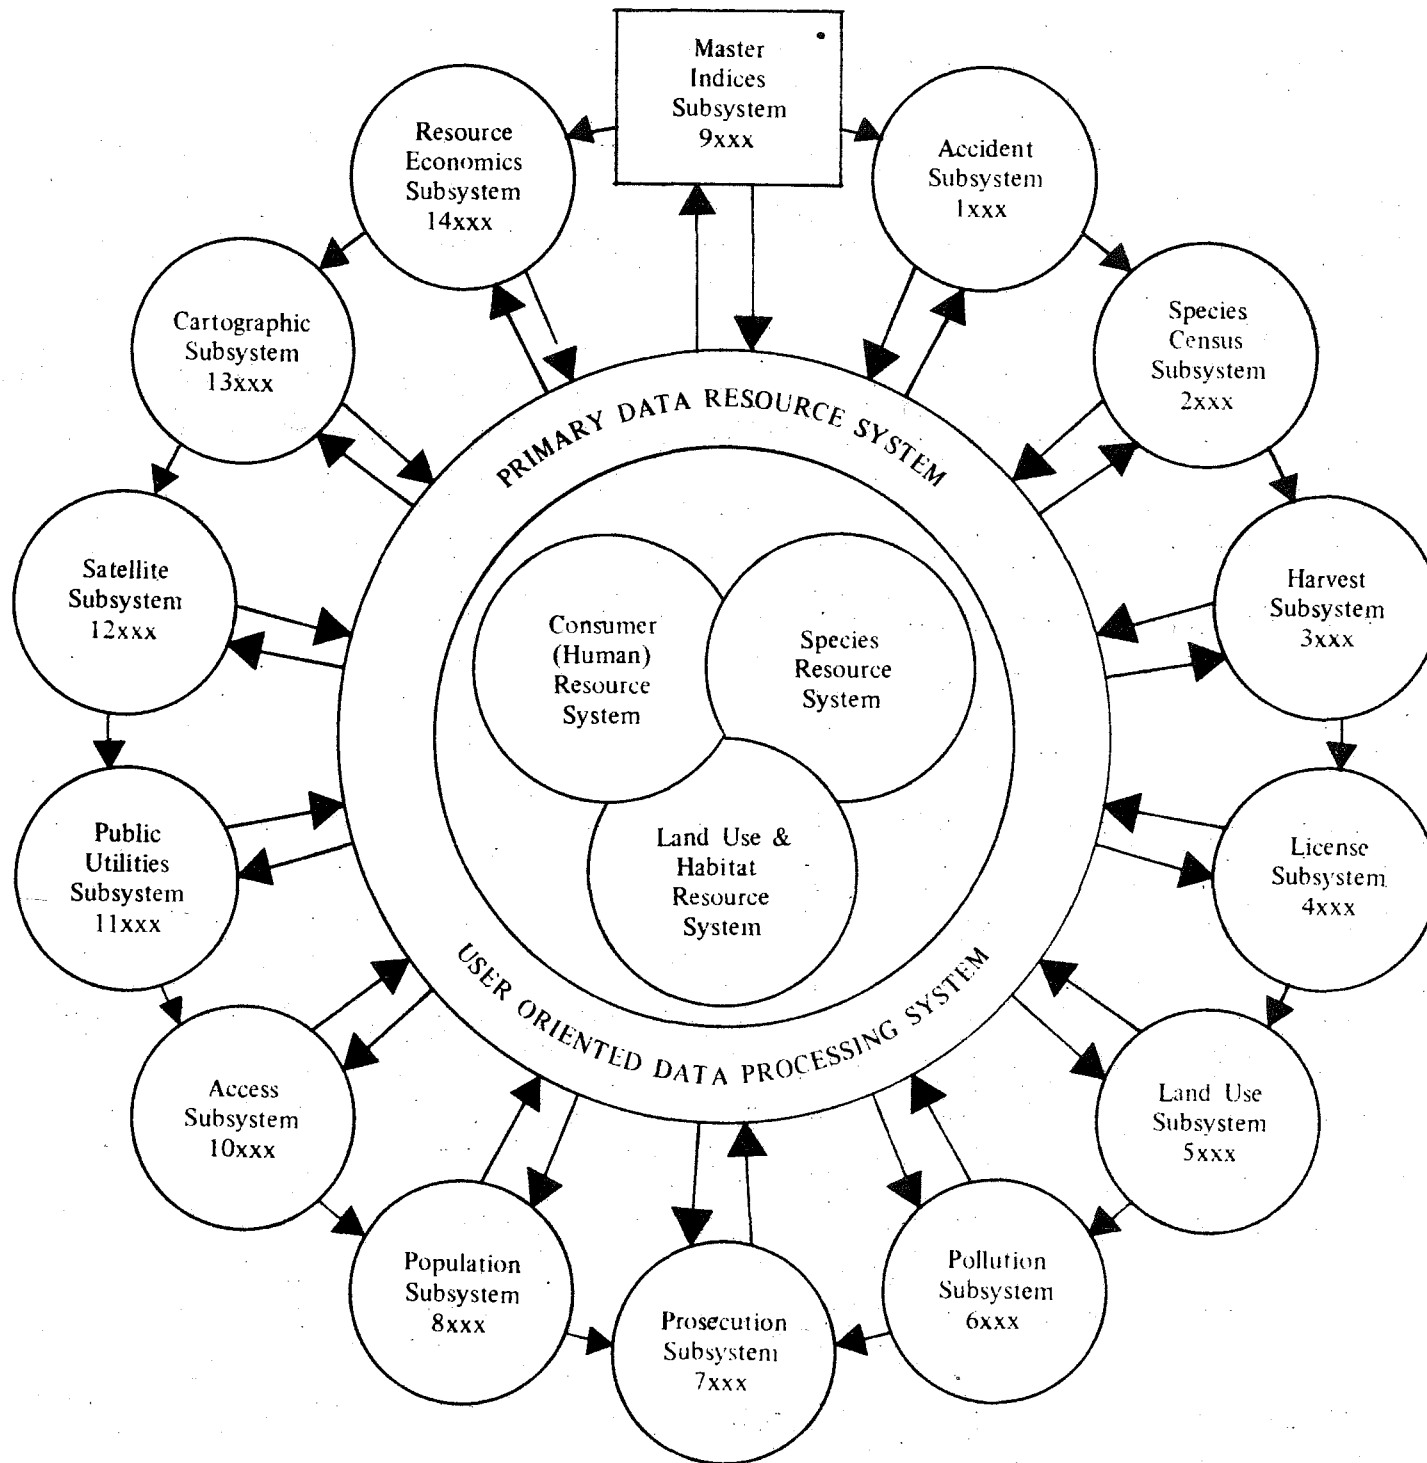 Master
Indices
Subsystem
9xxx
Accident
Subsystem
1xxx
Species
Census
Subsystem
2xxx
Harvest
Subsystem
3xxx
License
Subsystem
4xxx
Land Use
Subsystem
5xxx
Pollution
Subsystem
6xxx
Prosecution
Subsystem
7xxx
Population
Subsystem
8xxx
Access
Subsystem
10xxx
Public
Utilities
Subsystem
11xxx
Satellite
Subsystem
12xxx
Cartographic
Subsystem
13xxx
Resource
Economics
Subsystem
14xxx
PRIMARY DATA RESOURCE SYSTEM
Consumer
(Human)
Resource
System
Species
Resource
System
Land Use &
Habitat
Resource
System
USER ORIENTED DATA PROCESSING SYSTEM